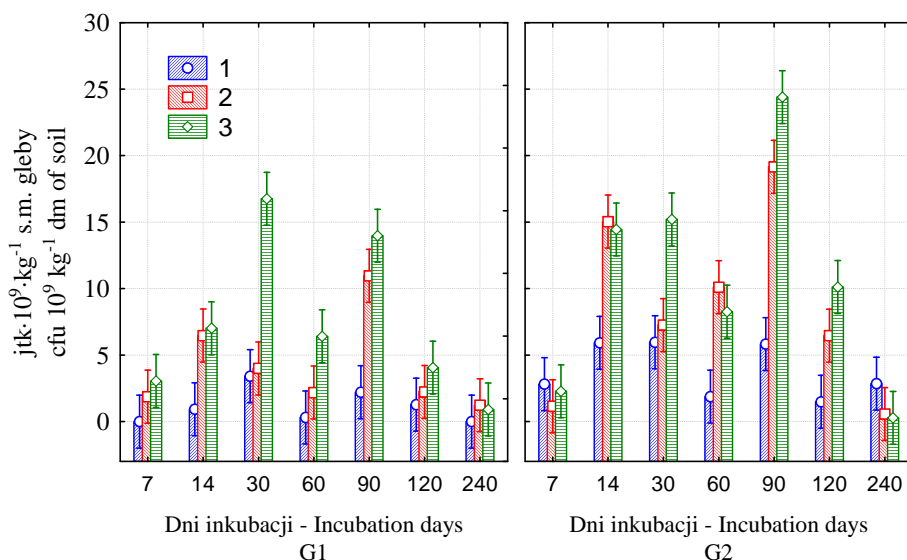 jtk·10⁹·kg⁻¹ s.m. gleby
cfu 10⁹ kg⁻¹ dm of soil
30
25
20
15
10
5
0
1
2
3
7 14 30 60 90 120 240
7 14 30 60 90 120 240
Dni inkubacji - Incubation days
G1
Dni inkubacji - Incubation days
G2